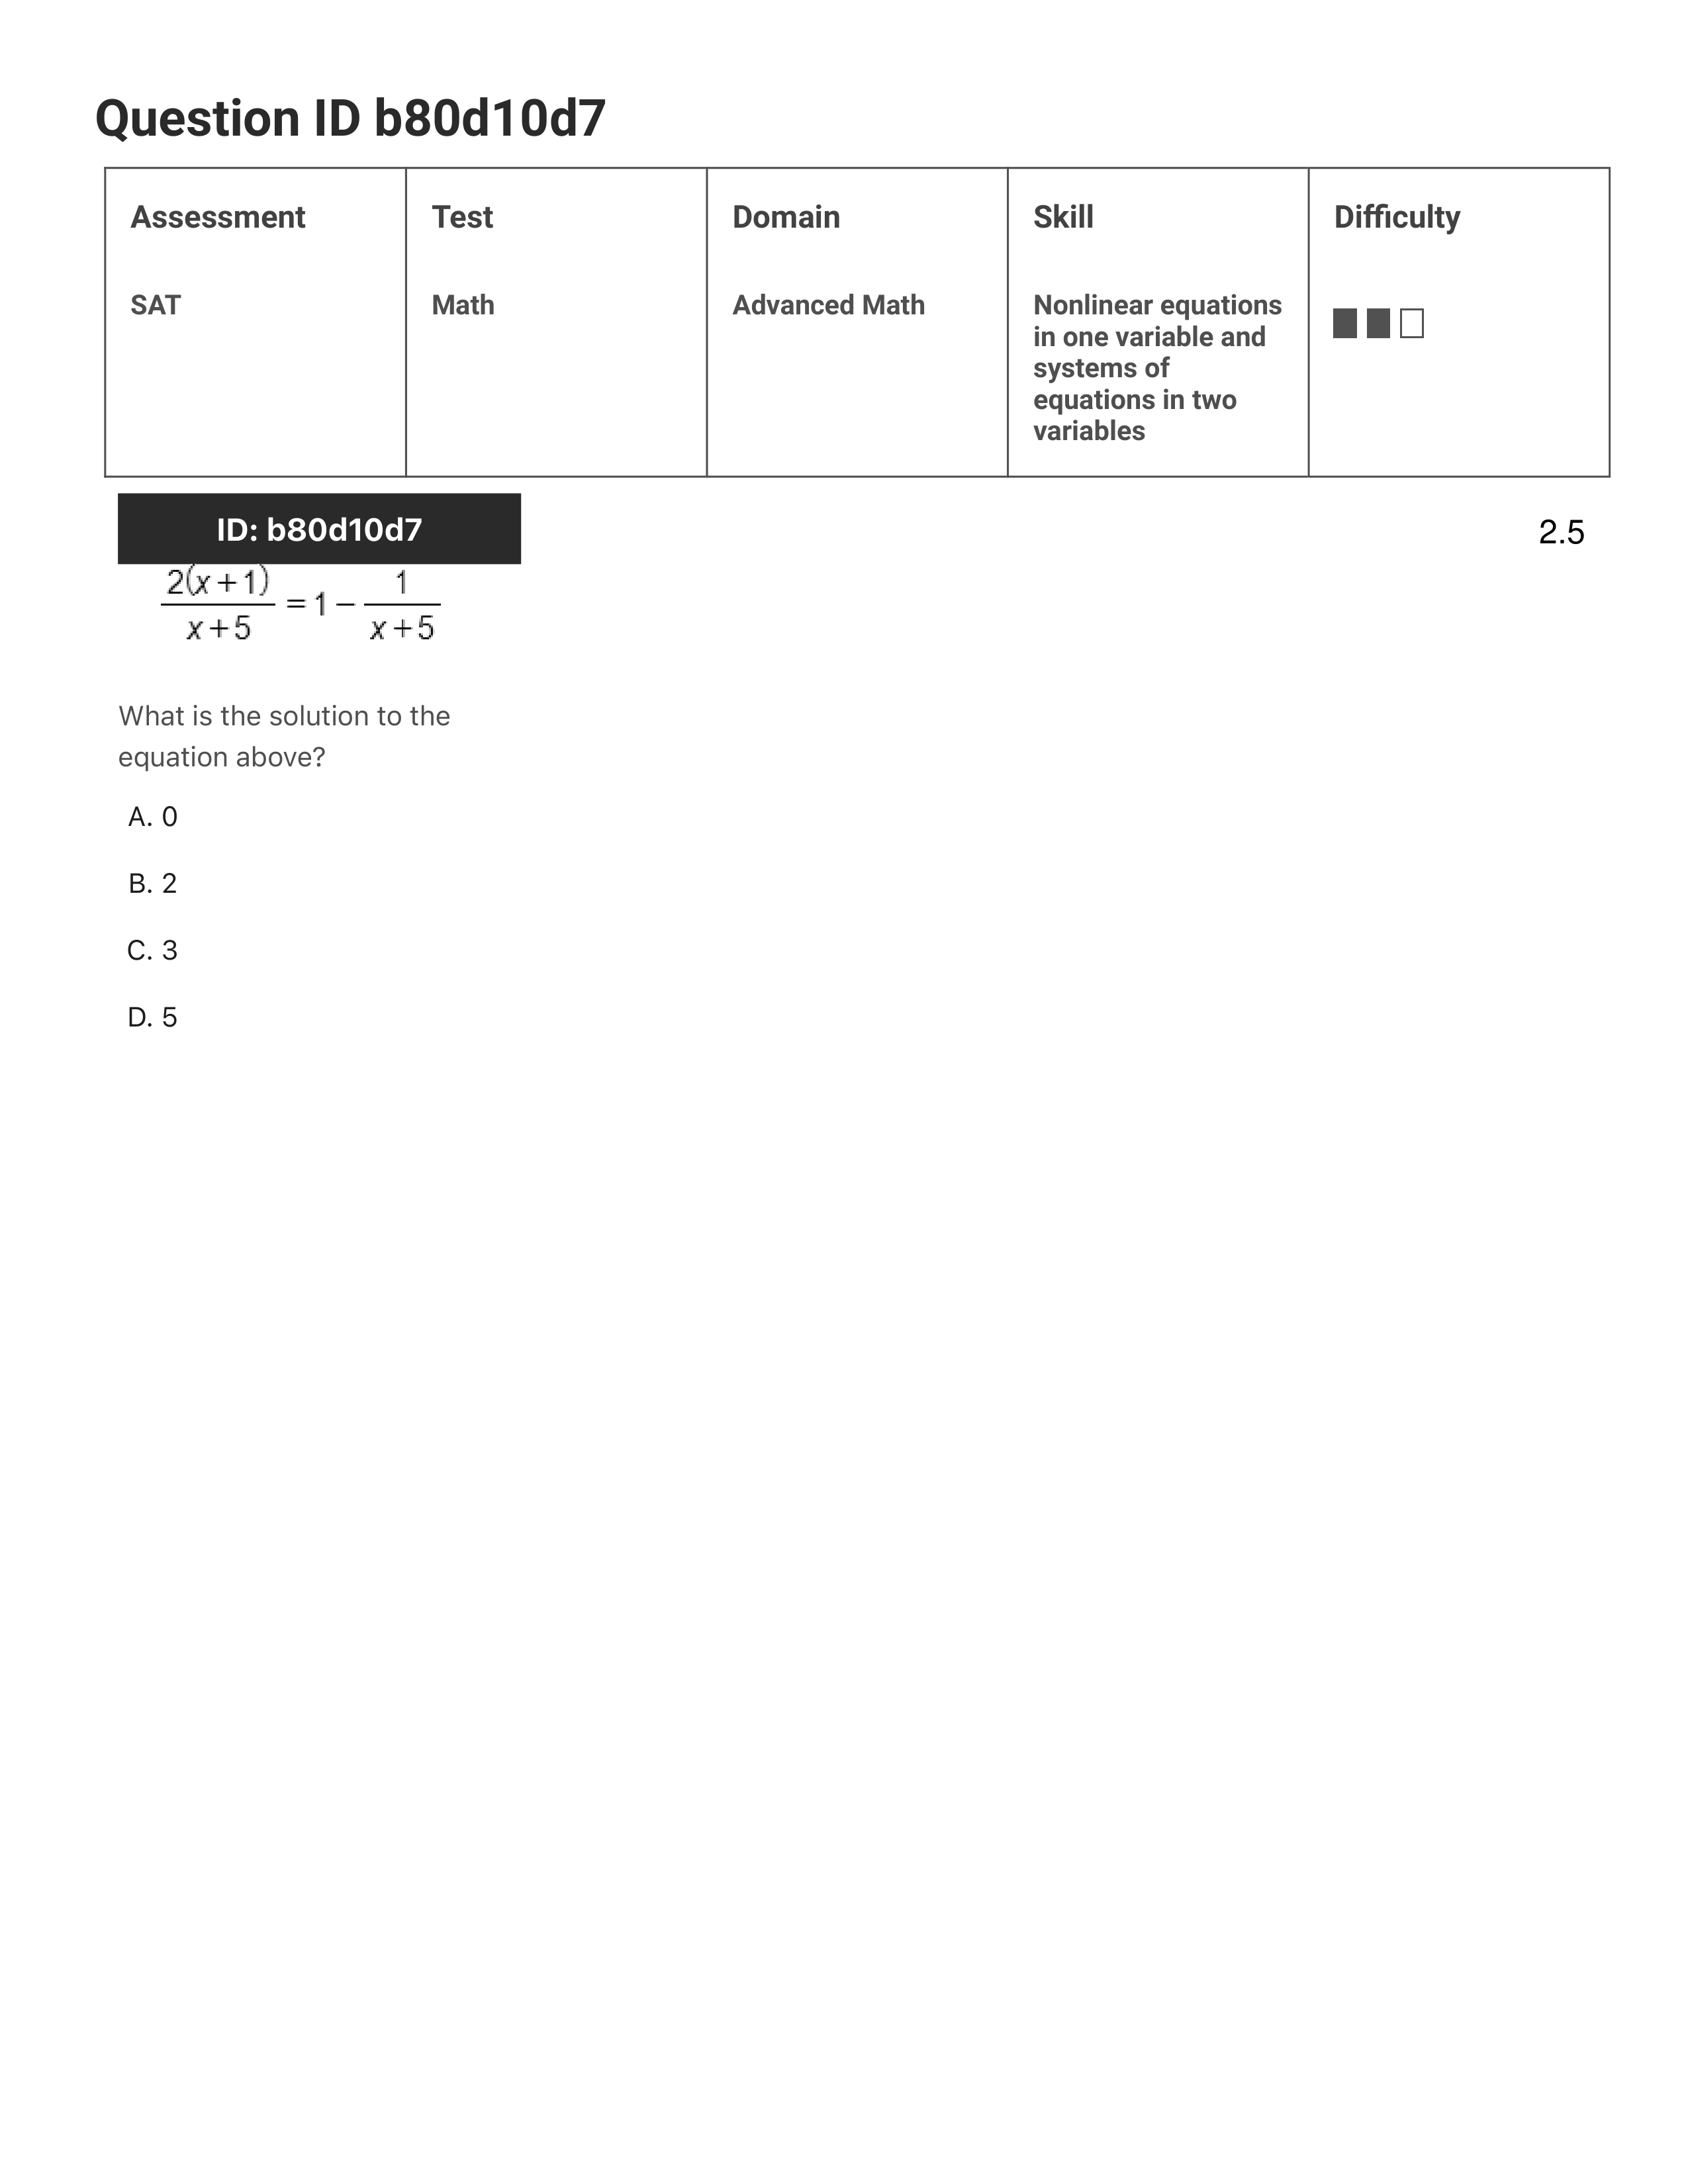 Question ID b80d10d7
Assessment
Test
Domain
Skill
Difficulty
SAT
Math
Advanced Math
Nonlinear equations
in one variable and
systems of
equations in two
variables
ID: b80d10d7
2.5
2(x+1)/x+5 = 1 − 1/x+5
What is the solution to the
equation above?
A. 0
B. 2
C. 3
D. 5